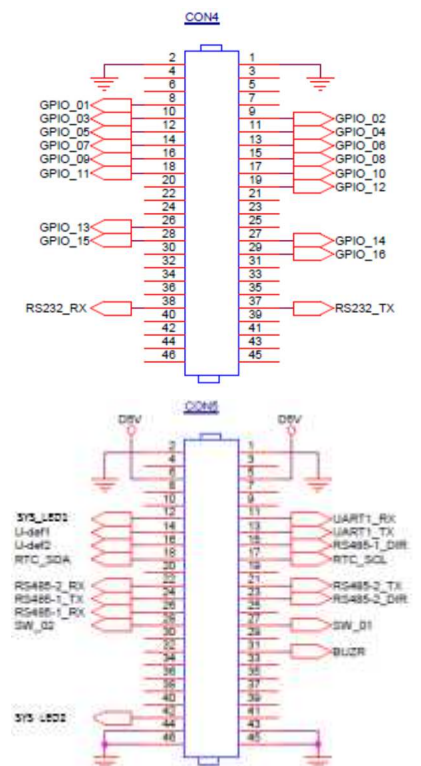 CON4
2 1
4 3
6 5
GPIO_01 8 7
GPIO_03 10 9 GPIO_02
GPIO_05 12 11 GPIO_04
GPIO_07 14 13 GPIO_06
GPIO_09 16 15 GPIO_08
GPIO_11 18 17 GPIO_10
20 19 GPIO_12
22 21
24 23
GPIO_13 26 25
GPIO_15 28 27 GPIO_14
30 29 GPIO_16
32 31
34 33
36 35
RS232_RX 38 37 RS232_TX
40 39
42 41
44 43
46 45
CON5
D5V D5V
2 1
4 3
6 5
8 7
10 9
SYS_LED1 12 11 UART1_RX
U-def1 14 13 UART1_TX
U-def2 16 15 RS485-1_DIR
RTC_SDA 18 17 RTC_SCL
20 19
RS485-2_RX 22 21 RS485-2_TX
RS485-1_TX 24 23 RS485-2_DIR
RS485-1_RX 26 25
SW_02 28 27 SW_01
30 29
32 31 BUZR
34 33
36 35
38 37
40 39
SYS_LED2 42 41
44 43
46 45